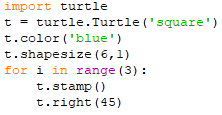 import turtle
t = turtle.Turtle('square')
t.color('blue')
t.shapesize(6,1)
for i in range(3):
    t.stamp()
    t.right(45)